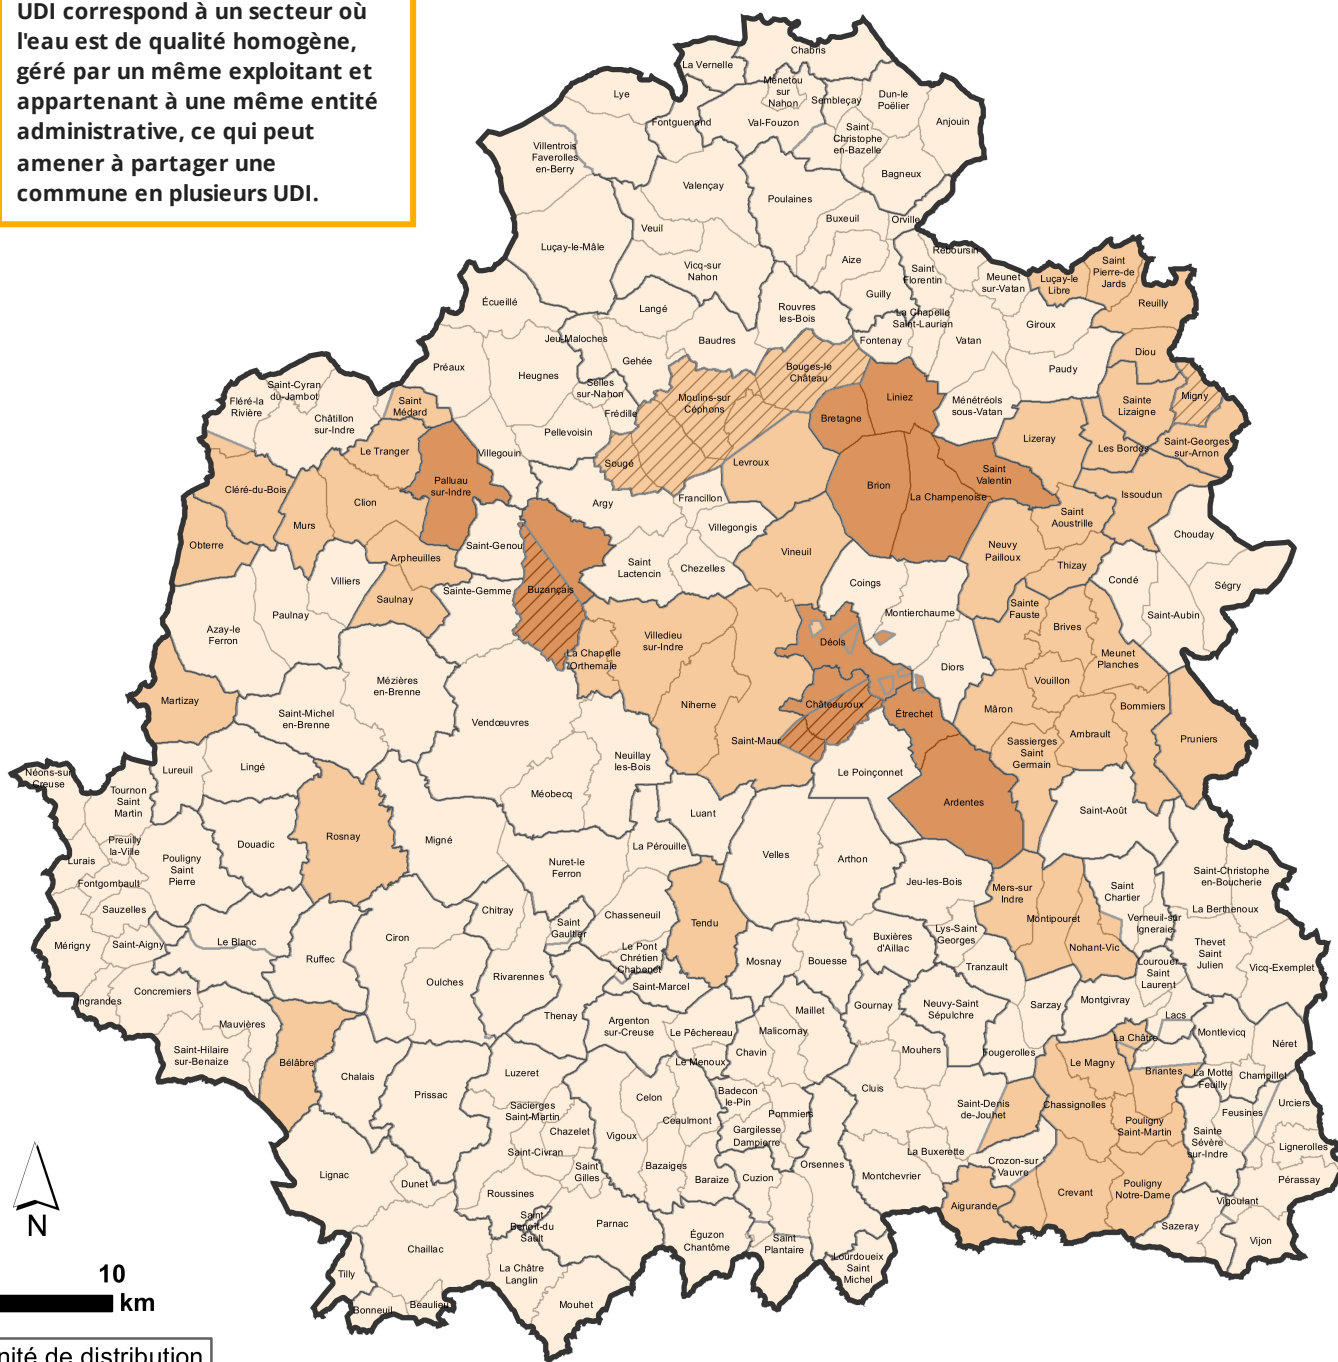 UDI correspond à un secteur où
l'eau est de qualité homogène,
géré par un même exploitant et
appartenant à une même entité
administrative, ce qui peut
amener à partager une
commune en plusieurs UDI.
Chabris
La Vernelle
Menetou
sur
Nahon
Sembleçay
Dun-le
Poëlier
Lye
Fontguenand
Val-Fouzon
Anjouin
Saint
Christophe
en-Bazelle
Villentrois
Faverolles
en-Berry
Bagneux
Valençay
Poulaines
Buxeuil
Orville
Veuil
Luçay-le-Mâle
Reboursin
Aize
Vicq-sur
Nahon
Saint
Florentin
Meunet
sur-Vatan
Luçay-le
Libre
Saint
Pierre-de
Jards
Reuilly
Écueillé
Guilly
Langé
Rouvres
les-Bois
La Chapelle
Saint-Laurian
Giroux
Jeu-Maloches
Baudres
Fontenay
Vatan
Diou
Gehée
Préaux
Heugnes
Bouges-le
Château
Paudy
Saint-Cyran
du-Jambot
Selles
sur-Nahon
Fléré-la
Rivière
Saint
Médard
Moulins-sur
Céphons
Liniez
Ménétréols
sous-Vatan
Sainte
Lizaigne
Migny
Châtillon
sur-Indre
Frédille
Bretagne
Pellevoisin
Lizeray
Les Bordes
Saint-Georges
sur-Arnon
Le Tranger
Villegouin
Sougé
Levroux
Palluau
sur-Indre
Saint
Valentin
Cléré-du-Bois
Clion
Argy
Francillon
Brion
La Champenoise
Issoudun
Murs
Villegongis
Saint
Aoustrille
Chouday
Obterre
Saint-Genou
Arpheuilles
Vineuil
Neuvy
Pailloux
Saint
Lactencin
Chezelles
Thizay
Villiers
Sainte-Gemme
Buzançais
Coings
Condé
Ségry
Saulnay
Paulnay
Montierchaume
Sainte
Fauste
Saint-Aubin
Azay-le
Ferron
Brives
Villedieu
sur-Indre
Déols
La Chapelle
Orthemale
Diors
Meunet
Planches
Mézières
en-Brenne
Vouillon
Martizay
Niherne
Châteauroux
Étrechet
Mâron
Bommiers
Saint-Michel
en-Brenne
Vendœuvres
Saint-Maur
Ambrault
Pruniers
Sassierges
Saint
Germain
Neuillay
les-Bois
Lingé
Lureuil
Le Poinçonnet
Néons-sur
Creuse
Tournon
Saint
Martin
Méobecq
Ardentes
Saint-Août
Luant
Rosnay
Migné
Douadic
Preuilly
la-Ville
La Pérouille
Velles
Arthon
Lurais
Pouligny
Saint
Pierre
Nuret-le
Ferron
Jeu-les-Bois
Saint-Christophe
en-Boucherie
Fontgombault
Mers-sur
Indre
Saint
Chartier
Sauzelles
Chitray
Chasseneuil
La Berthenoux
Montipouret
Verneuil-sur
Igneraie
Tendu
Saint
Gaultier
Mérigny
Saint-Aigny
Le Blanc
Ciron
Buxières
d'Aillac
Lys-Saint
Georges
Nohant-Vic
Le Pont
Chrétien
Chabenet
Thevet
Saint
Julien
Ruffec
Mosnay
Bouesse
Tranzault
Lourouer
Saint
Laurent
Vicq-Exemplet
Rivarennes
Oulches
Saint-Marcel
Concremiers
Ingrandes
Montgivray
Gournay
Neuvy-Saint
Sépulchre
Sarzay
Maillet
Thenay
Argenton
sur-Creuse
Lacs
Mauvières
Le Pêchereau
Malicornay
Montlevicq
La Châtre
Néret
Saint-Hilaire
sur-Benaize
Chavin
Mouhers
Fougerolles
Bélâbre
Le Menoux
Le Magny
Briantes
La Motte
Feuilly
Champillet
Chalais
Luzeret
Prissac
Celon
Badecon
le-Pin
Cluis
Saint-Denis
de-Jouhet
Chassignolles
Urciers
Sacierges
Saint-Martin
Pommiers
Feusines
Ceaulmont
Pouligny
Saint-Martin
Chazelet
Vigoux
Gargilesse
Dampierre
Sainte
Sévère
sur-Indre
Saint-Civran
La Buxerette
Lignerolles
Crozon-sur
Vauvre
Saint
Gilles
Bazaiges
Orsennes
Lignac
Baraize
Cuzion
Montchevrier
Pérassay
Dunet
Roussines
Crevant
Pouligny
Notre-Dame
Aigurande
Vigoulant
Saint
Benoît-du
Sault
Parnac
Sazeray
Éguzon
Chantôme
Vijon
Chaillac
Saint
Plantaire
Lourdoueix
Saint
Michel
La Châtre
Langlin
Tilly
Mouhet
Bonneuil
Beaulieu
N
10
km
nité de distribution